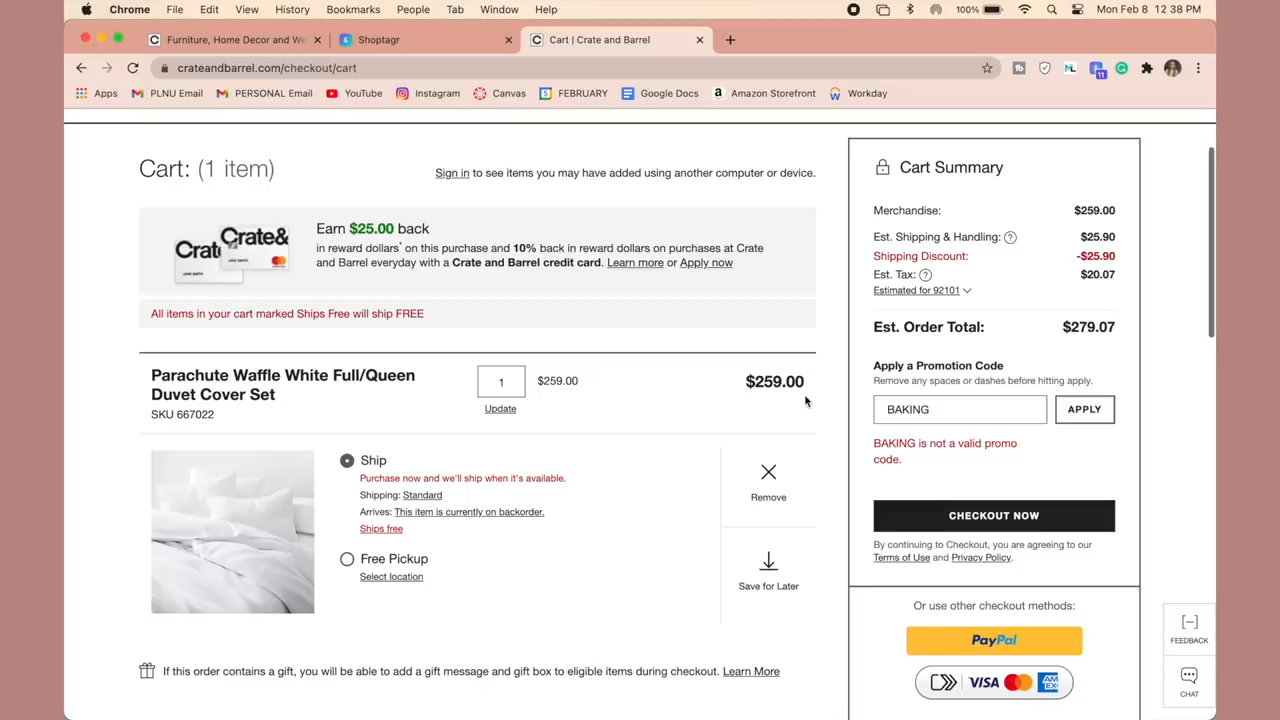 Chrome File Edit View History Bookmarks People Tab Window Help 100% Mon Feb 8 12:38 PM
Furniture, Home Decor and We Shoptagr Cart | Crate and Barrel
crateandbarrel.com/checkout/cart
11
Apps PLNU Email PERSONAL Email YouTube Instagram Canvas FEBRUARY Google Docs Amazon Storefront Workday
Cart: (1 item)
Sign in to see items you may have added using another computer or device.
Crate&
Earn $25.00 back
in reward dollars* on this purchase and 10% back in reward dollars on purchases at Crate
and Barrel everyday with a Crate and Barrel credit card. Learn more or Apply now
All items in your cart marked Ships Free will ship FREE
Parachute Waffle White Full/Queen
Duvet Cover Set
SKU 667022
1
Update
$259.00
$259.00
Ship
Purchase now and we'll ship when it's available.
Shipping: Standard
Arrives: This item is currently on backorder.
Ships free
Free Pickup
Select location
Remove
Save for Later
If this order contains a gift, you will be able to add a gift message and gift box to eligible items during checkout. Learn More
Cart Summary
Merchandise: $259.00
Est. Shipping & Handling: ? $25.90
Shipping Discount: -$25.90
Est. Tax: ? $20.07
Estimated for 92101
Est. Order Total: $279.07
Apply a Promotion Code
Remove any spaces or dashes before hitting apply.
BAKING APPLY
BAKING is not a valid promo
code.
CHECKOUT NOW
By continuing to Checkout, you are agreeing to our
Terms of Use and Privacy Policy.
Or use other checkout methods:
PayPal
VISA AM EX
FEEDBACK
CHAT